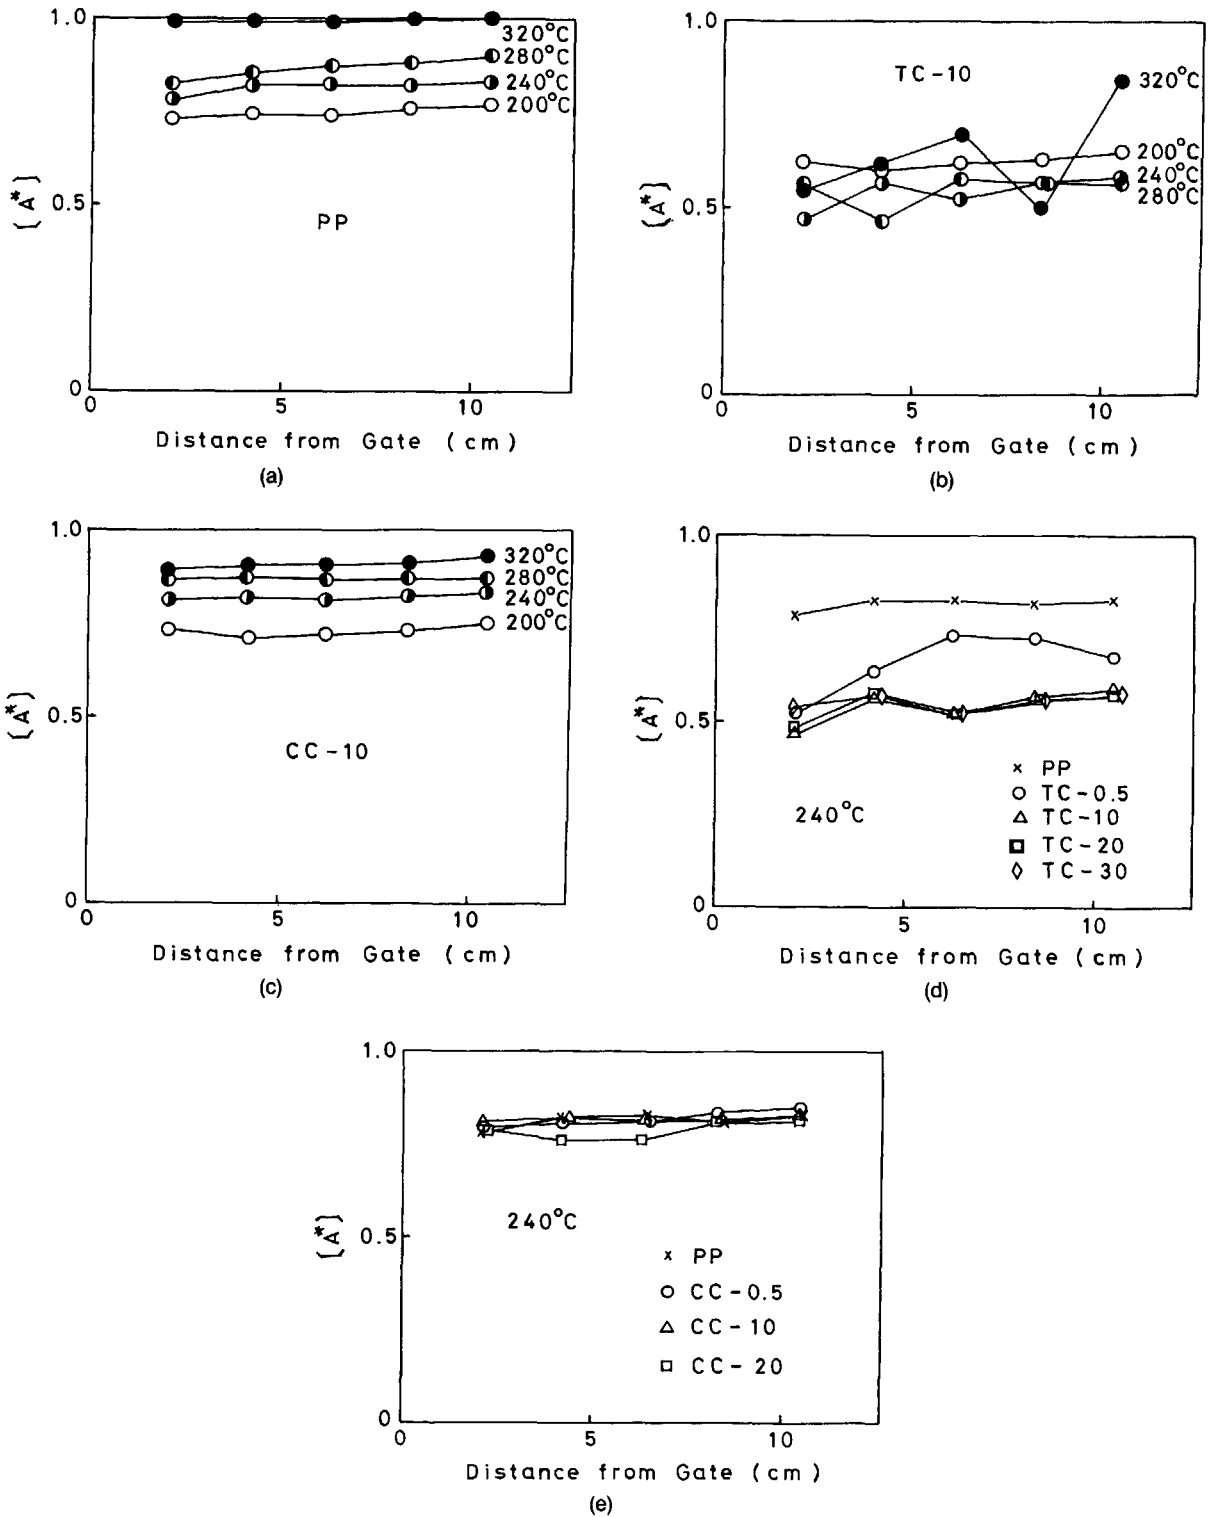 1.0
320°C
280°C
240°C
200°C
0.5
[A*]
PP
0
0 5 10
Distance from Gate (cm)
(a)
1.0
TC-10
320°C
200°C
240°C
280°C
0.5
[A*]
0
0 5 10
Distance from Gate (cm)
(b)
1.0
320°C
280°C
240°C
200°C
0.5
[A*]
CC-10
0
0 5 10
Distance from Gate (cm)
(c)
1.0
0.5
[A*]
240°C
× PP
○ TC-0.5
△ TC-10
□ TC-20
◊ TC-30
0
0 5 10
Distance from Gate (cm)
(d)
1.0
0.5
[A*]
240°C
× PP
○ CC-0.5
△ CC-10
□ CC-20
0
0 5 10
Distance from Gate (cm)
(e)